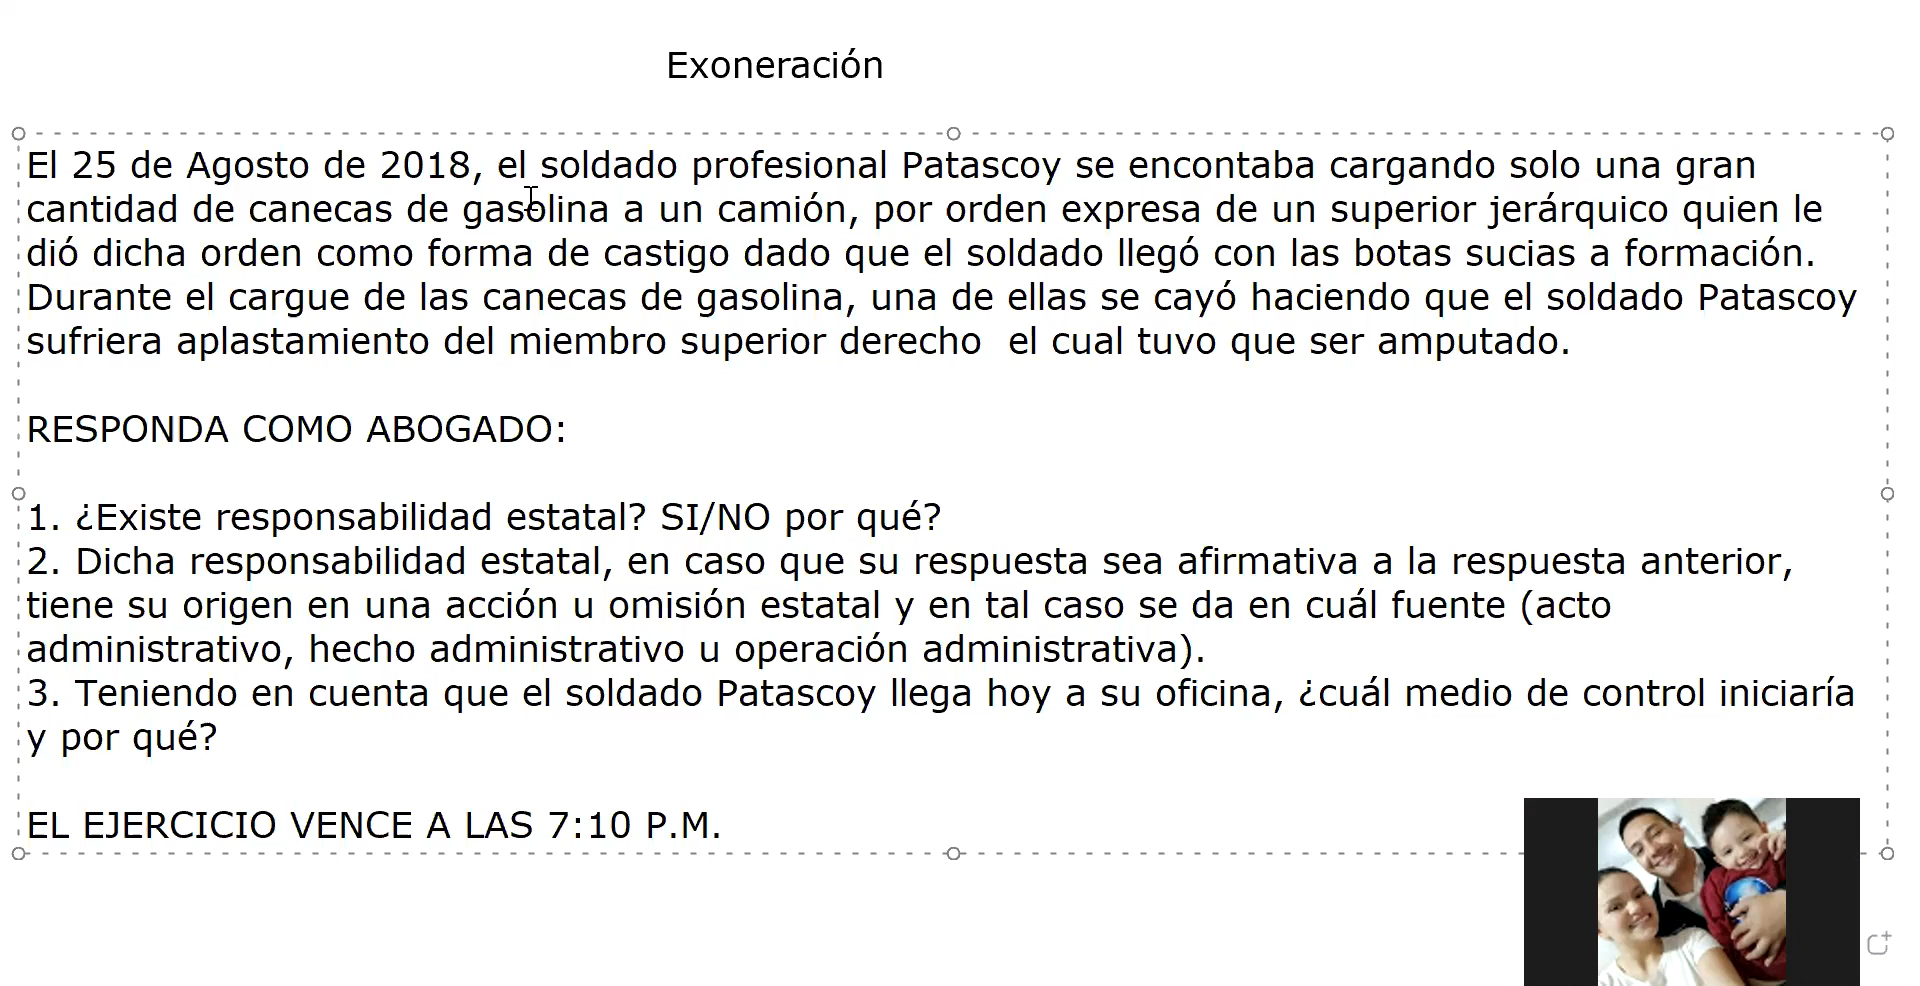 Exoneración
El 25 de Agosto de 2018, el soldado profesional Patascoy se encontaba cargando solo una gran
cantidad de canecas de gasolina a un camión, por orden expresa de un superior jerárquico quien le
dió dicha orden como forma de castigo dado que el soldado llegó con las botas sucias a formación.
Durante el cargue de las canecas de gasolina, una de ellas se cayó haciendo que el soldado Patascoy
sufriera aplastamiento del miembro superior derecho  el cual tuvo que ser amputado.
RESPONDA COMO ABOGADO:
1. ¿Existe responsabilidad estatal? SI/NO por qué?
2. Dicha responsabilidad estatal, en caso que su respuesta sea afirmativa a la respuesta anterior,
tiene su origen en una acción u omisión estatal y en tal caso se da en cuál fuente (acto
administrativo, hecho administrativo u operación administrativa).
3. Teniendo en cuenta que el soldado Patascoy llega hoy a su oficina, ¿cuál medio de control iniciaría
y por qué?
EL EJERCICIO VENCE A LAS 7:10 P.M.